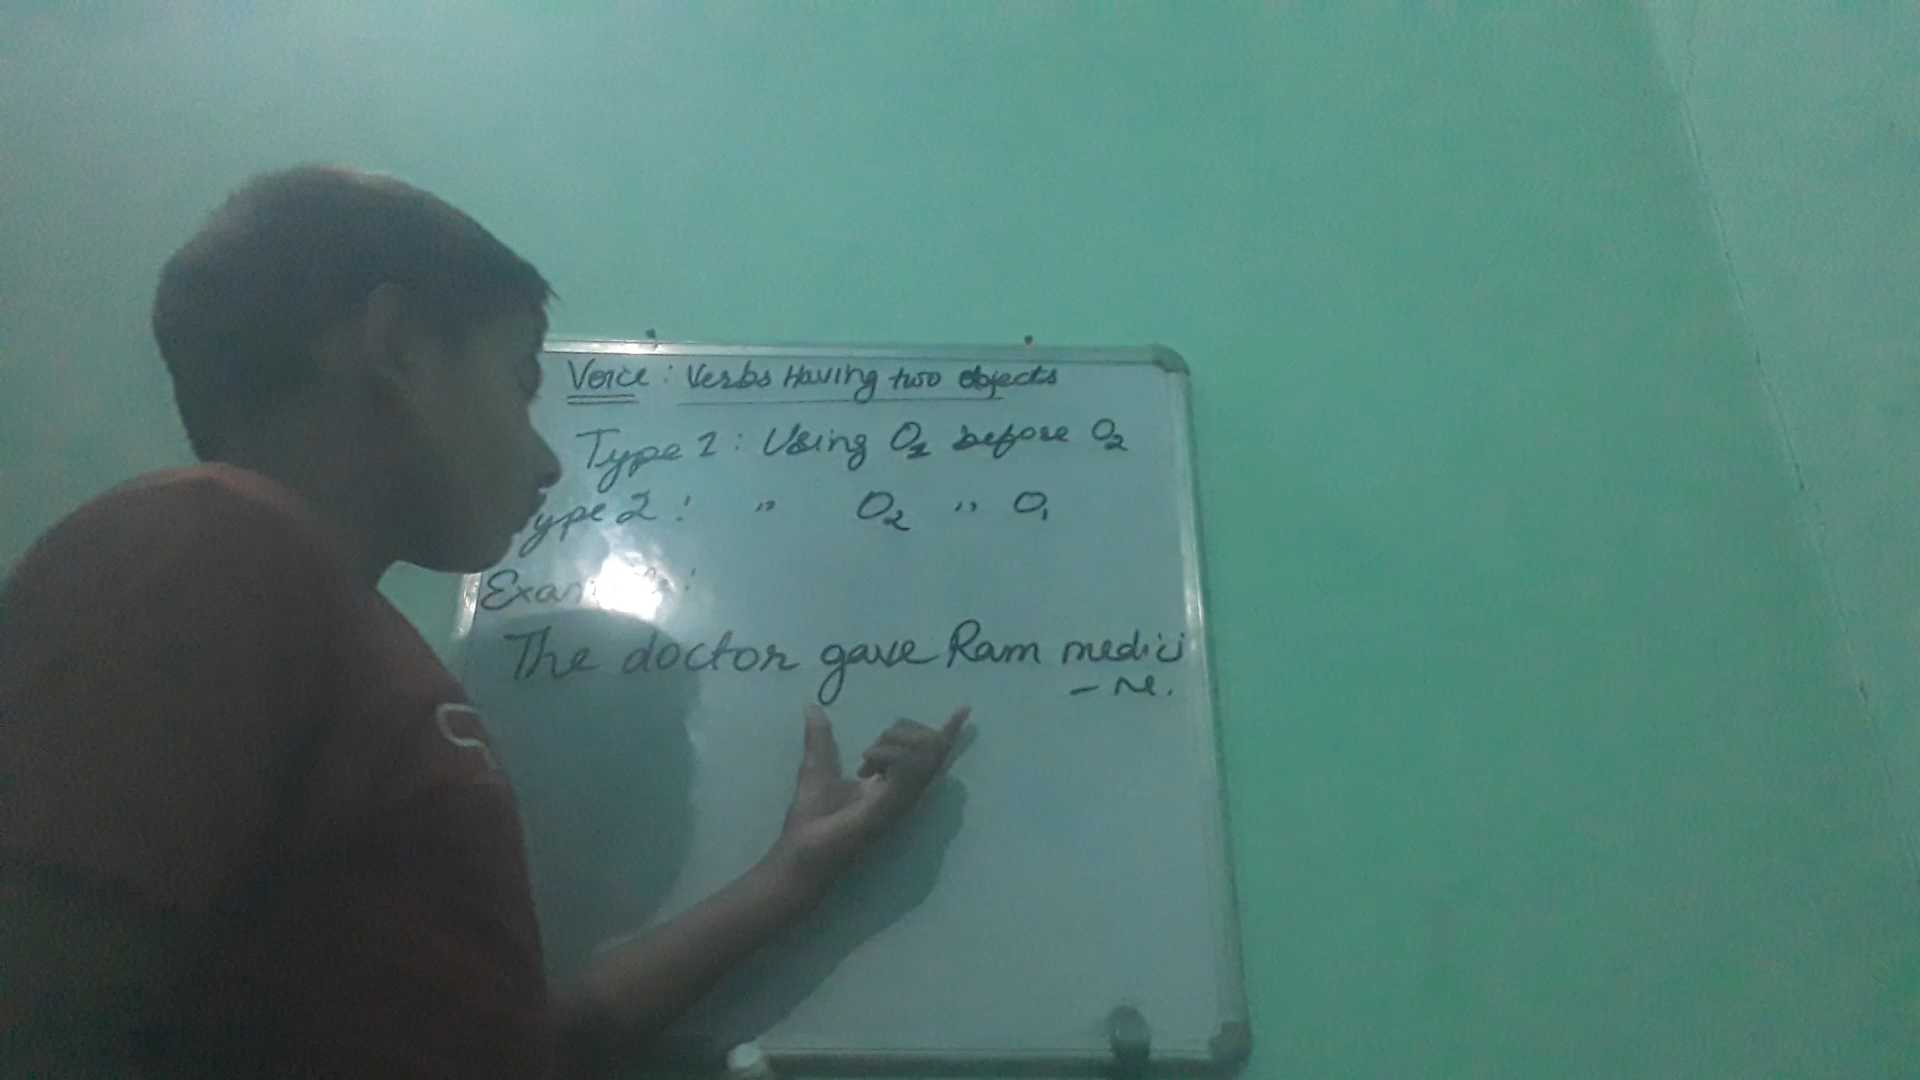 Voice : Verbs Having two objects
Type 1 : Using O1 before O2
ype 2 : " O2 " O1
The doctor gave Ram medici
- ne.